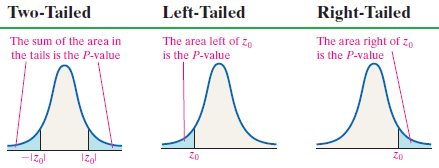 Two-Tailed
The sum of the area in
the tails is the P-value
−|z₀|
|z₀|
Left-Tailed
The area left of z₀
is the P-value
z₀
Right-Tailed
The area right of z₀
is the P-value
z₀